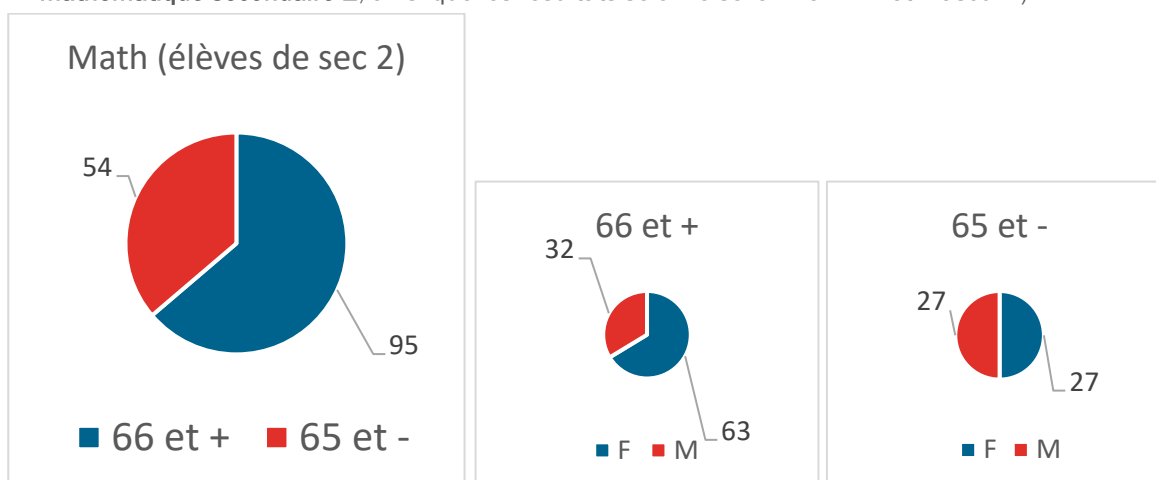 Math (élèves de sec 2)
54
95
66 et +
65 et -
66 et +
32
63
F
M
65 et -
27
27
F
M